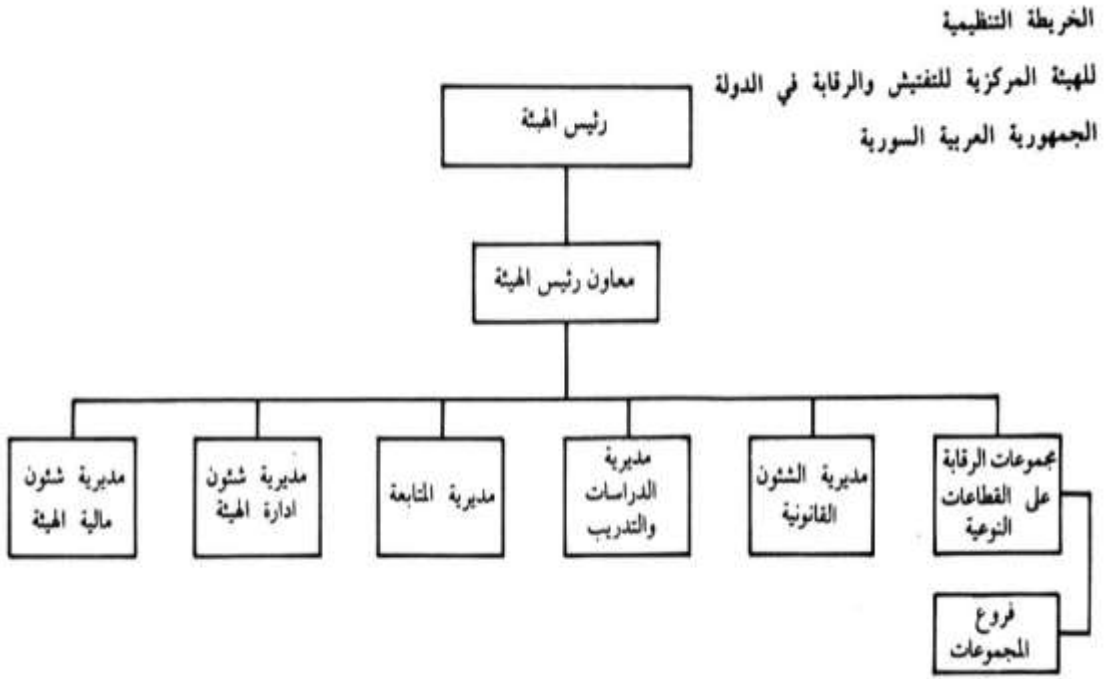 الخريطة التنظيمية
للهيئة المركزية للتفتيش والرقابة في الدولة
الجمهورية العربية السورية
رئيس الهيئة
معاون رئيس الهيئة
مجموعات الرقابة
على القطاعات
النوعية
مديرية الشئون
القانونية
مديرية
الدراسات
والتدريب
مديرية المتابعة
مديرية شئون
ادارة الهيئة
مديرية شئون
مالية الهيئة
فروع
المجموعات